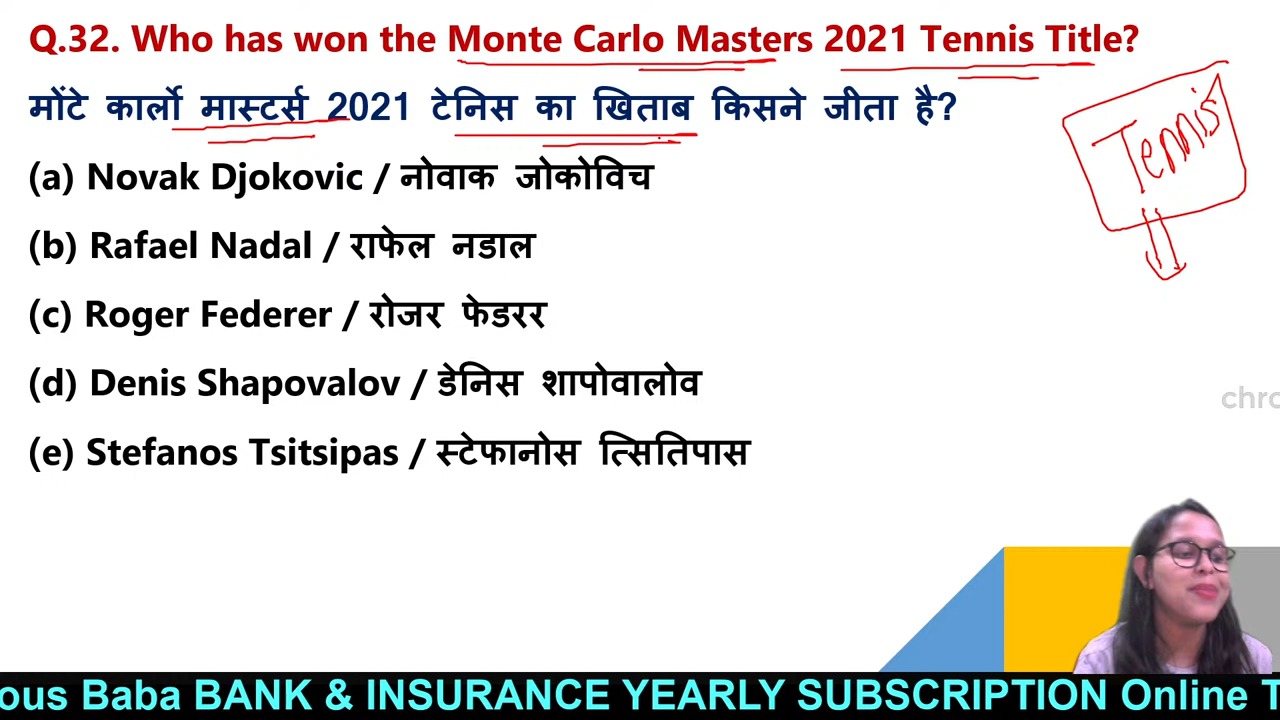 Q.32. Who has won the Monte Carlo Masters 2021 Tennis Title?
मोंटे कार्लो मास्टर्स 2021 टेनिस का खिताब किसने जीता है?
Tennis
(a) Novak Djokovic / नोवाक जोकोविच
(b) Rafael Nadal / राफेल नडाल
(c) Roger Federer / रोजर फेडरर
(d) Denis Shapovalov / डेनिस शापोवालोव
chro
(e) Stefanos Tsitsipas / स्टेफानोस त्सितिपास
ous Baba BANK & INSURANCE YEARLY SUBSCRIPTION Online T